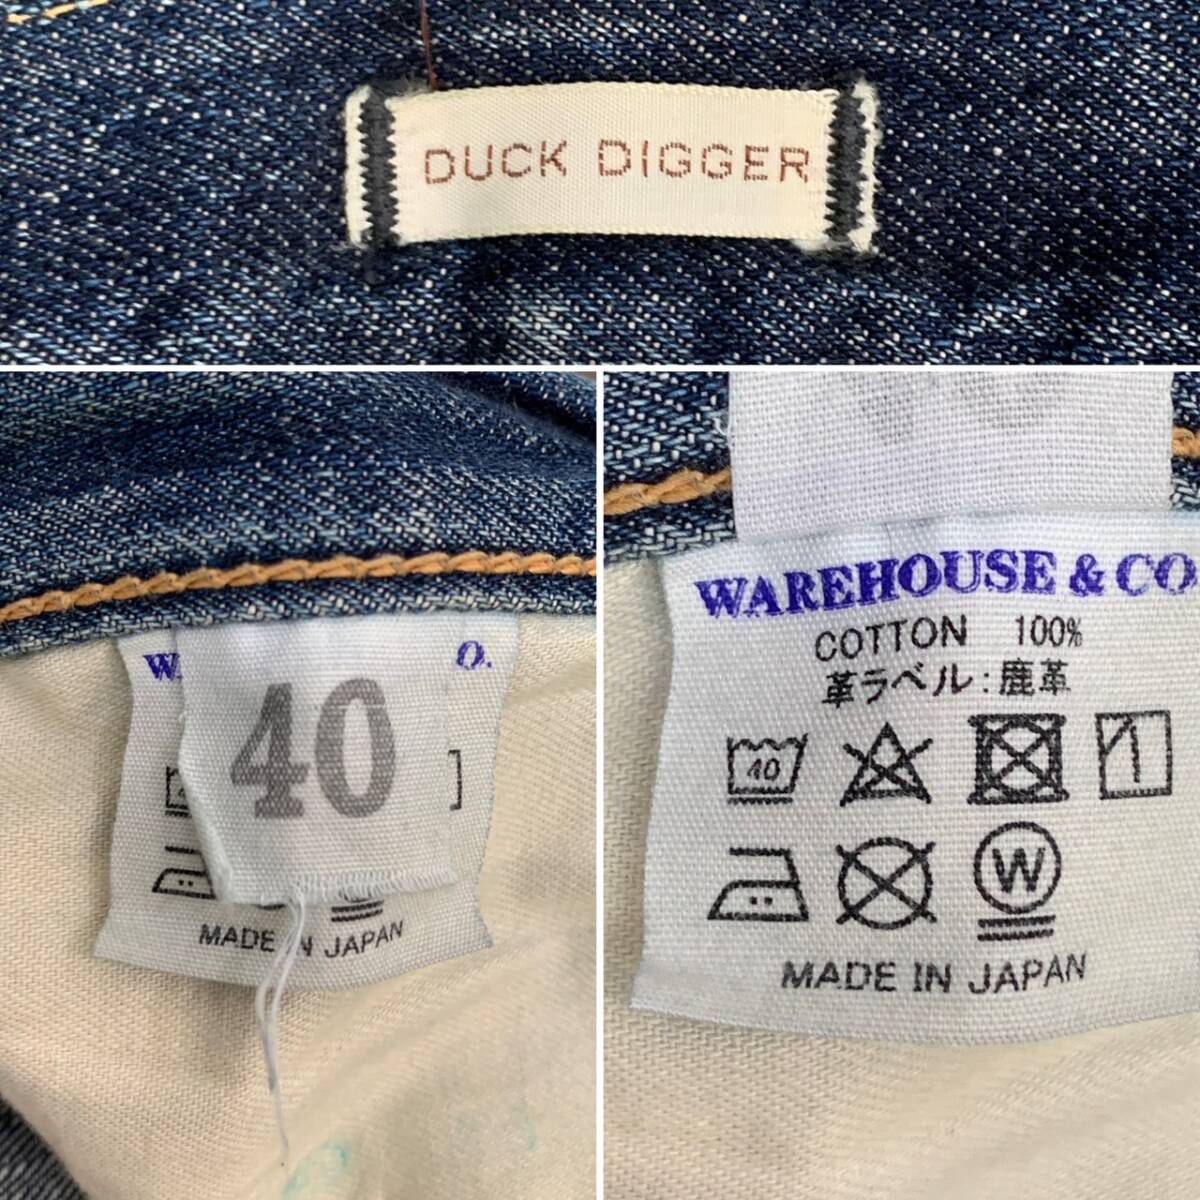 DUCK DIGGER
W
O.
40
MADE IN JAPAN
WAREHOUSE & CO
COTTON 100%
革ラベル:鹿革
40
W
MADE IN JAPAN